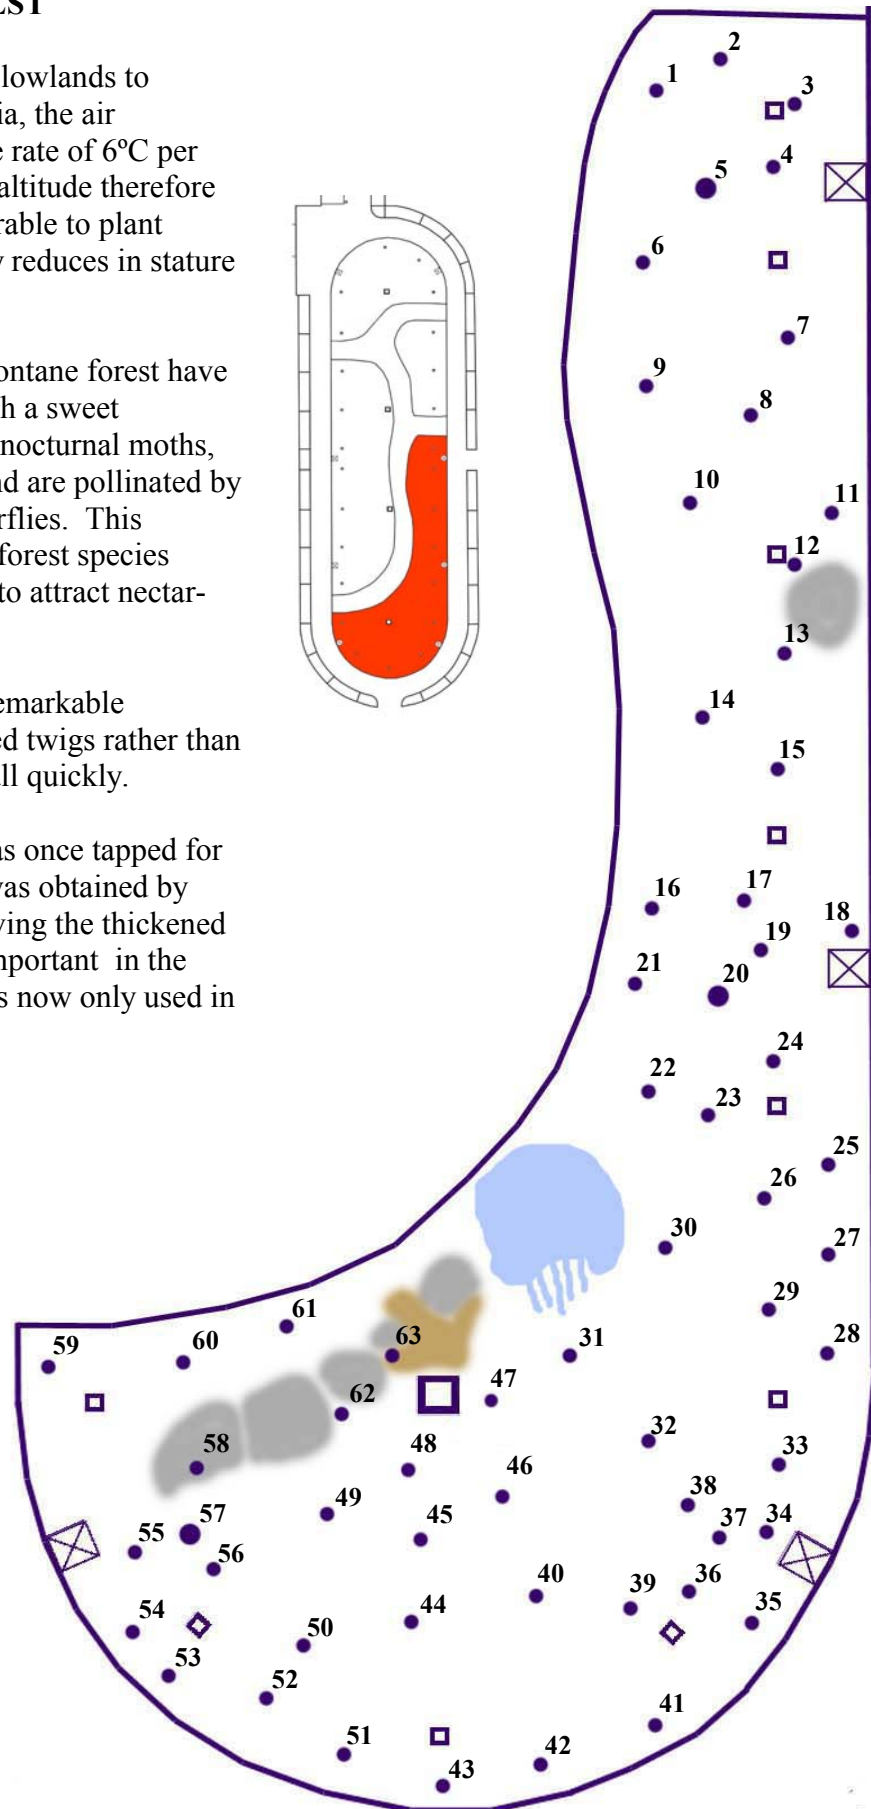 EST
lowlands to
ia, the air
e rate of 6ºC per
altitude therefore
rable to plant
y reduces in stature
ontane forest have
h a sweet
nocturnal moths,
nd are pollinated by
rflies. This
forest species
to attract nectar-
emarkable
ed twigs rather than
all quickly.
as once tapped for
was obtained by
ving the thickened
mportant in the
s now only used in
1
2
3
4
5
6
7
8
9
10
11
12
13
14
15
16
17
18
19
20
21
22
23
24
25
26
27
28
29
30
31
32
33
34
35
36
37
38
39
40
41
42
43
44
45
46
47
48
49
50
51
52
53
54
55
56
57
58
59
60
61
62
63